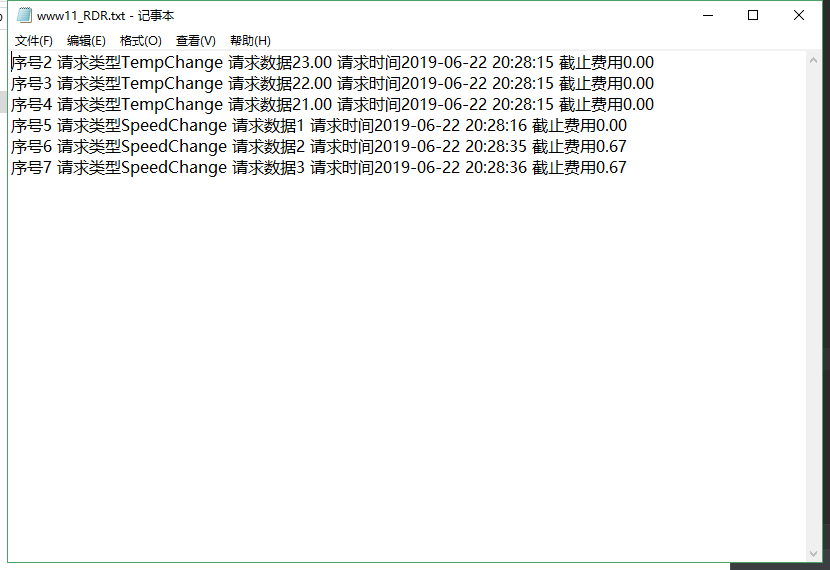 www11_RDR.txt - 记事本
文件(F) 编辑(E) 格式(O) 查看(V) 帮助(H)
序号2 请求类型TempChange 请求数据23.00 请求时间2019-06-22 20:28:15 截止费用0.00
序号3 请求类型TempChange 请求数据22.00 请求时间2019-06-22 20:28:15 截止费用0.00
序号4 请求类型TempChange 请求数据21.00 请求时间2019-06-22 20:28:15 截止费用0.00
序号5 请求类型SpeedChange 请求数据1 请求时间2019-06-22 20:28:16 截止费用0.00
序号6 请求类型SpeedChange 请求数据2 请求时间2019-06-22 20:28:35 截止费用0.67
序号7 请求类型SpeedChange 请求数据3 请求时间2019-06-22 20:28:36 截止费用0.67